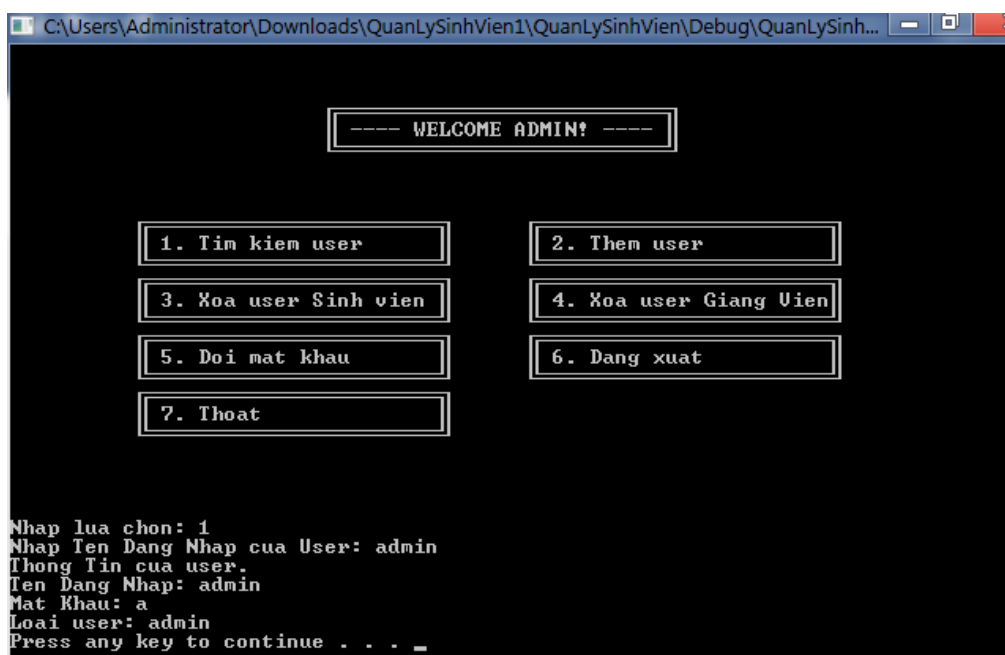 C:\Users\Administrator\Downloads\QuanLySinhVien1\QuanLySinhVien\Debug\QuanLySinh...
---- WELCOME ADMIN! ----
1. Tim kiem user
2. Them user
3. Xoa user Sinh vien
4. Xoa user Giang Vien
5. Doi mat khau
6. Dang xuat
7. Thoat
Nhap lua chon: 1
Nhap Ten Dang Nhap cua User: admin
Thong Tin cua user.
Ten Dang Nhap: admin
Mat Khau: a
Loai user: admin
Press any key to continue . . . _